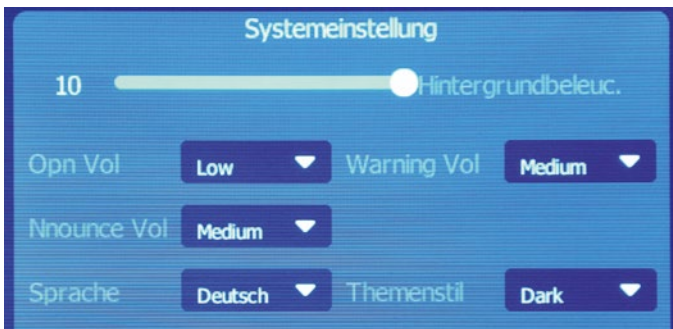 Systemeinstellung
10 Hintergrundbeleuc.
Opn Vol Low Warning Vol Medium
Nnounce Vol Medium
Sprache Deutsch Themenstil Dark